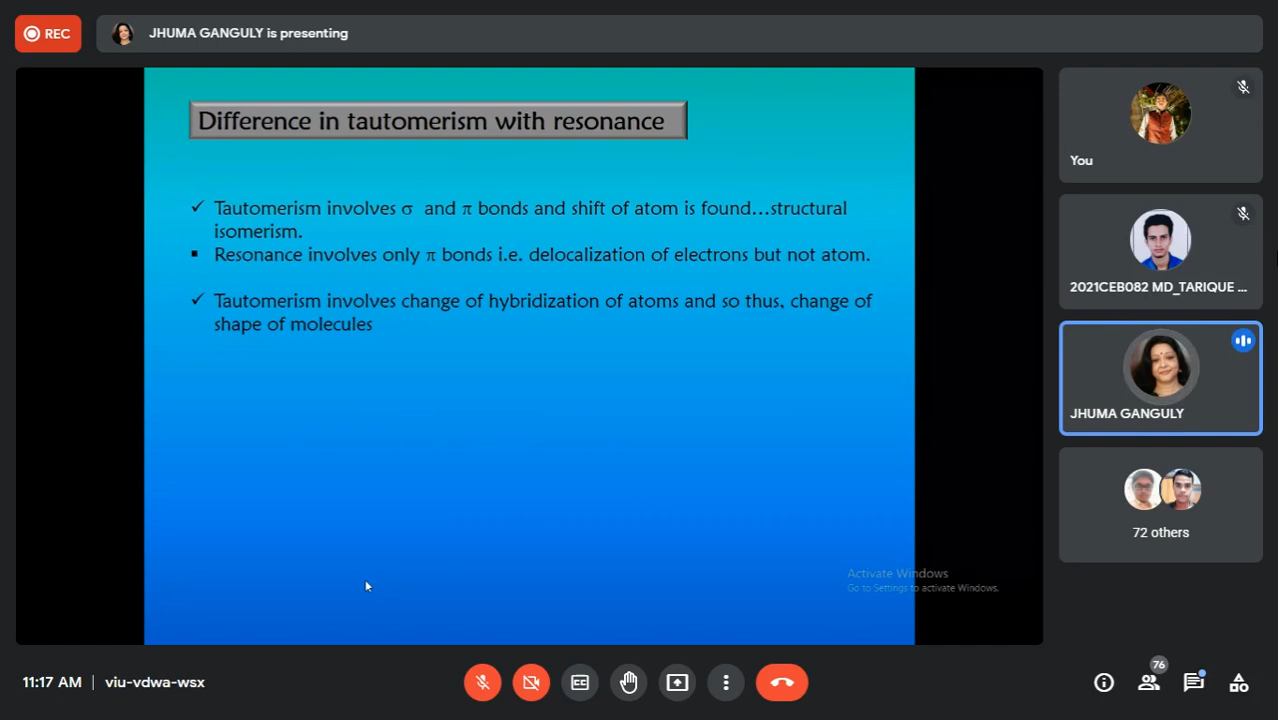 REC
JHUMA GANGULY is presenting
Difference in tautomerism with resonance
✓ Tautomerism involves σ and π bonds and shift of atom is found...structural
isomerism.
▪ Resonance involves only π bonds i.e. delocalization of electrons but not atom.
✓ Tautomerism involves change of hybridization of atoms and so thus, change of
shape of molecules
You
2021CEB082 MD_TARIQUE ...
JHUMA GANGULY
72 others
Activate Windows
Go to Settings to activate Windows.
11:17 AM | viu-vdwa-wsx
CC
76